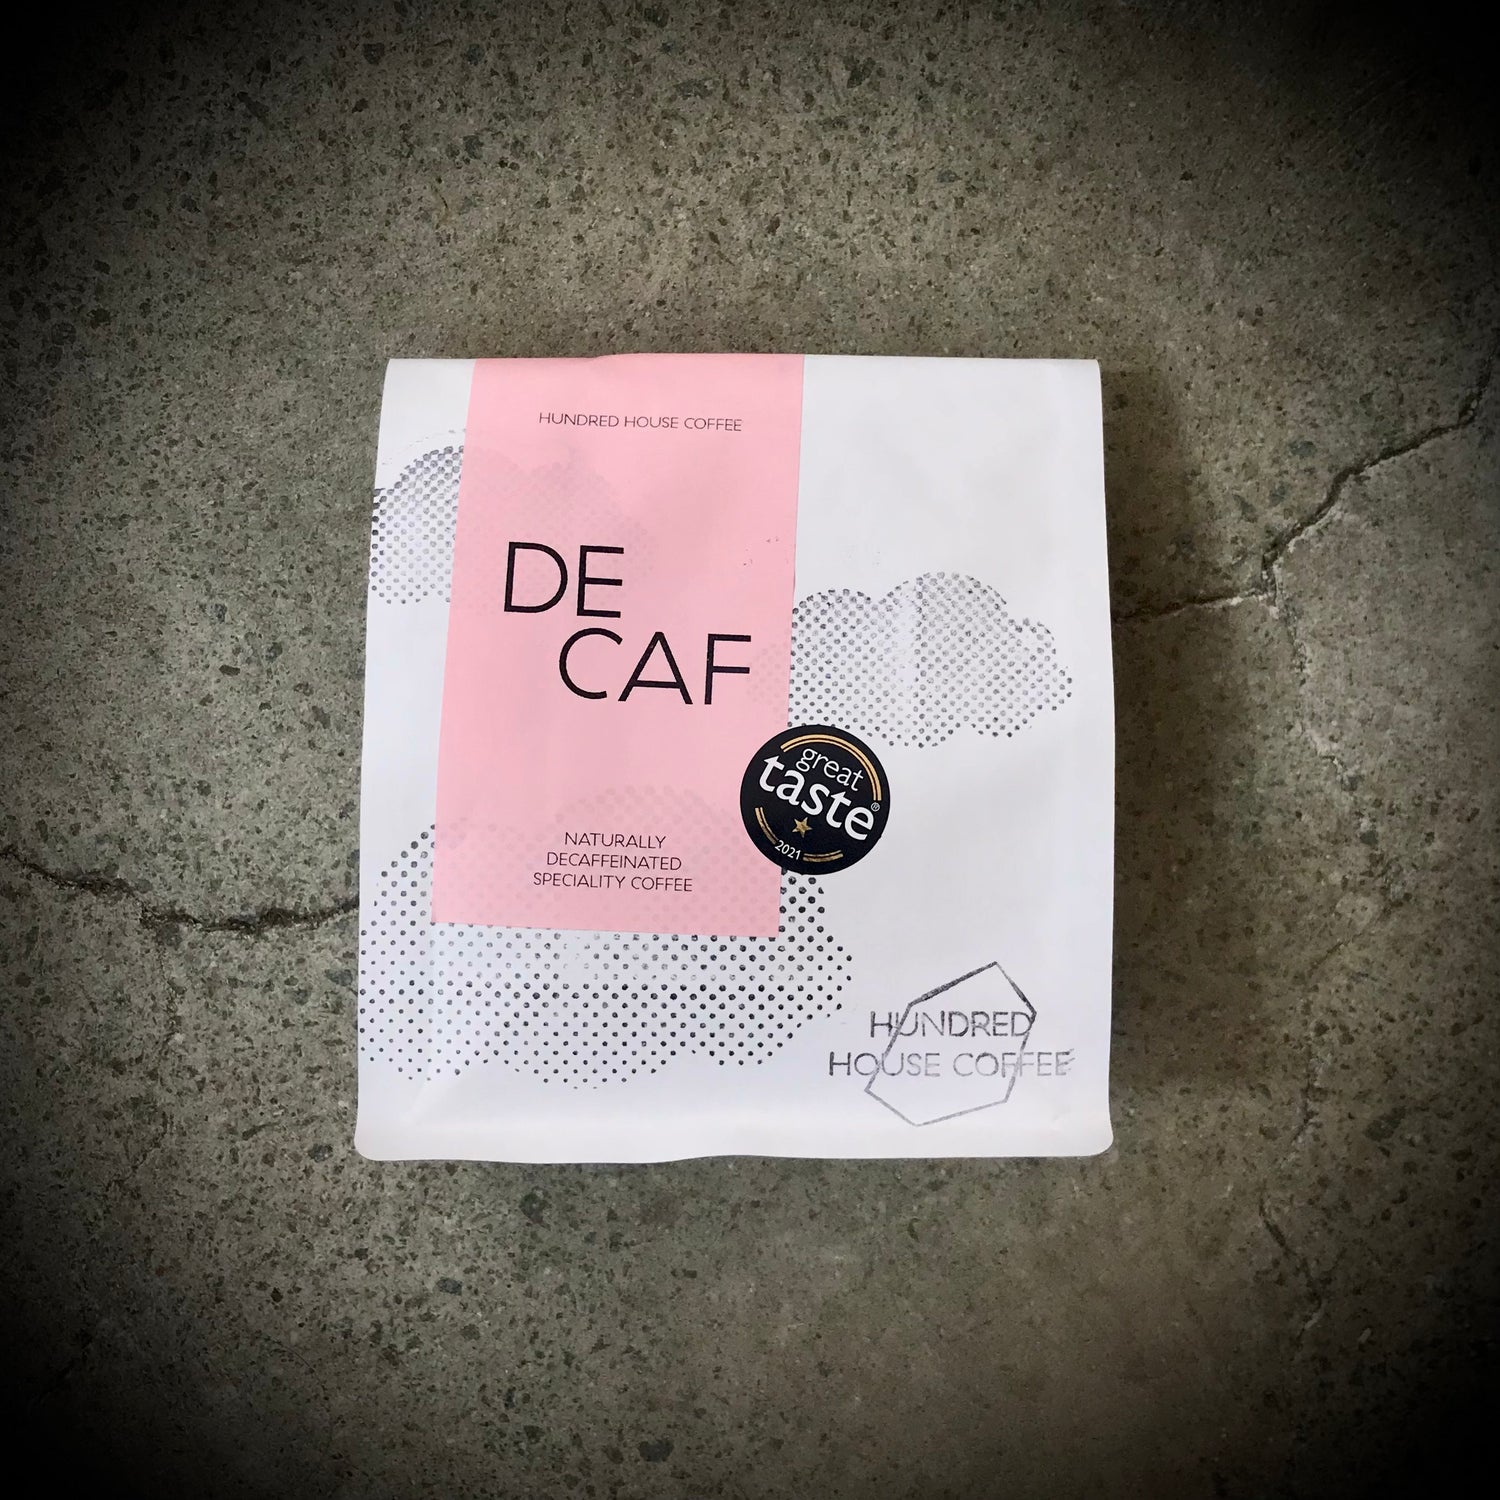 HUNDRED HOUSE COFFEE
DE
CAF
great
taste®
2021
NATURALLY
DECAFFEINATED
SPECIALITY COFFEE
HUNDRED
HOUSE COFFEE